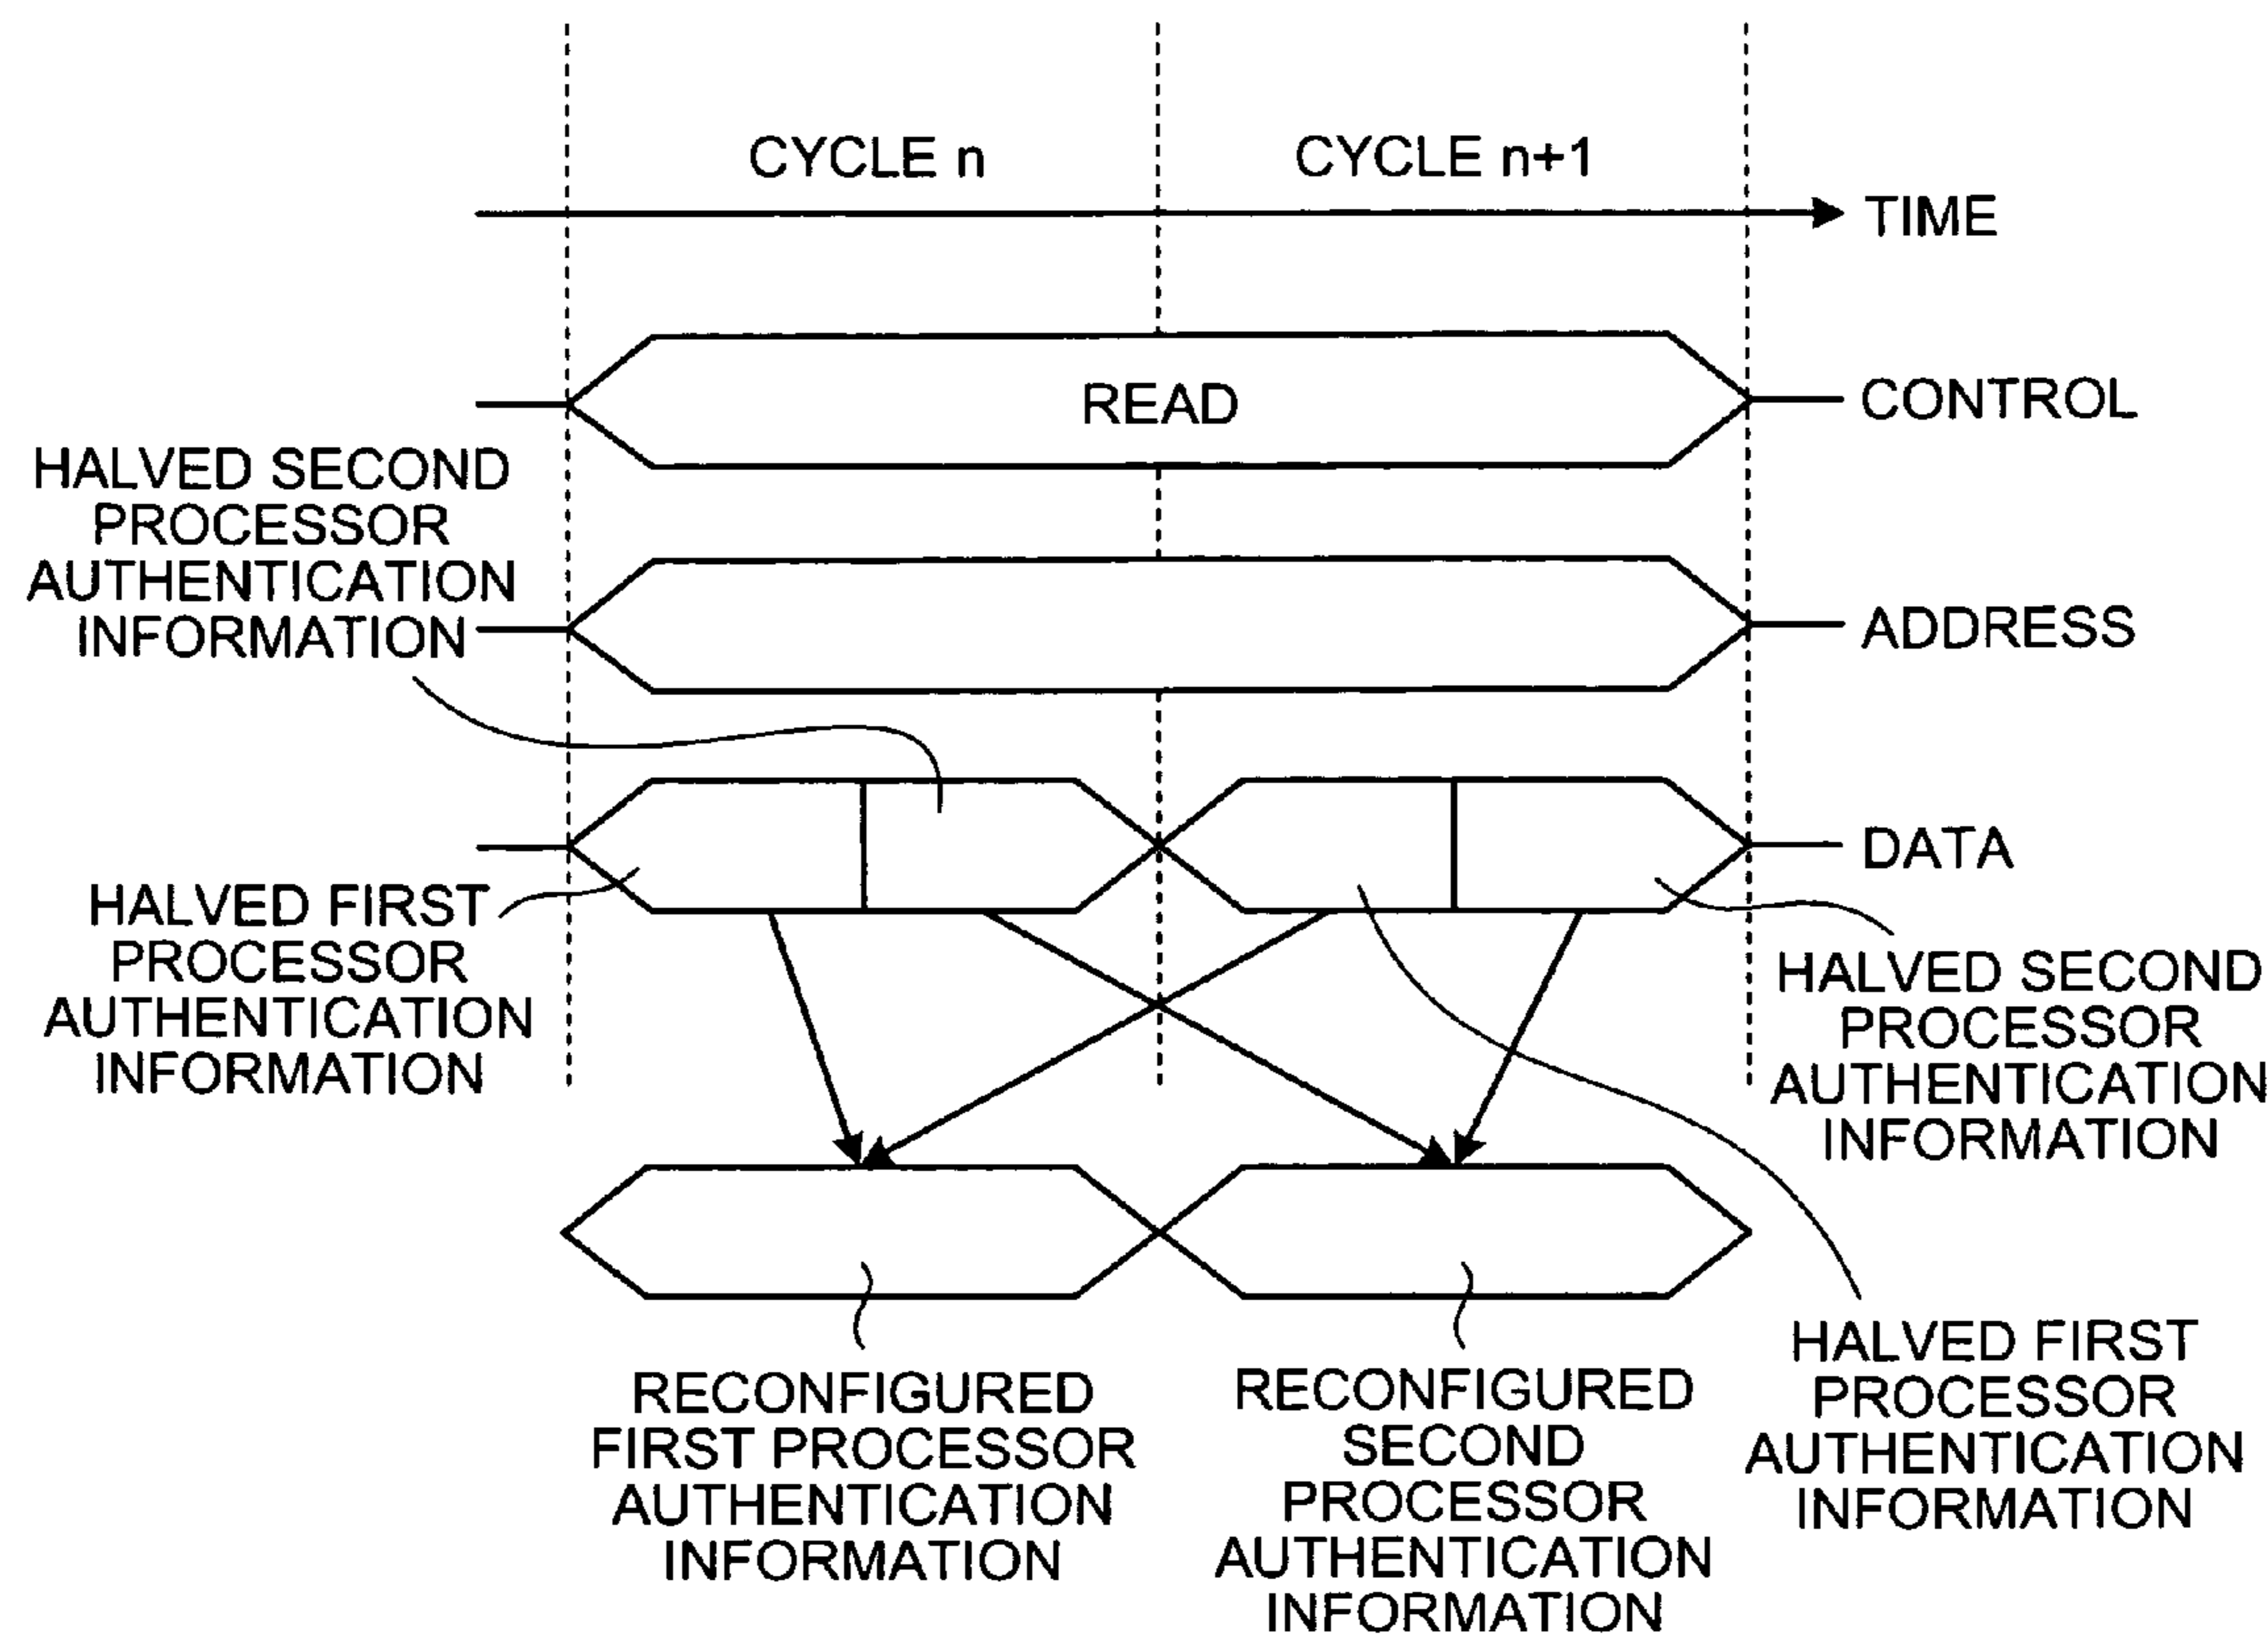 CYCLE n
CYCLE n+1
TIME
READ
CONTROL
HALVED SECOND
PROCESSOR
AUTHENTICATION
INFORMATION
ADDRESS
DATA
HALVED FIRST
PROCESSOR
AUTHENTICATION
INFORMATION
HALVED SECOND
PROCESSOR
AUTHENTICATION
INFORMATION
HALVED FIRST
PROCESSOR
AUTHENTICATION
INFORMATION
RECONFIGURED
FIRST PROCESSOR
AUTHENTICATION
INFORMATION
RECONFIGURED
SECOND
PROCESSOR
AUTHENTICATION
INFORMATION